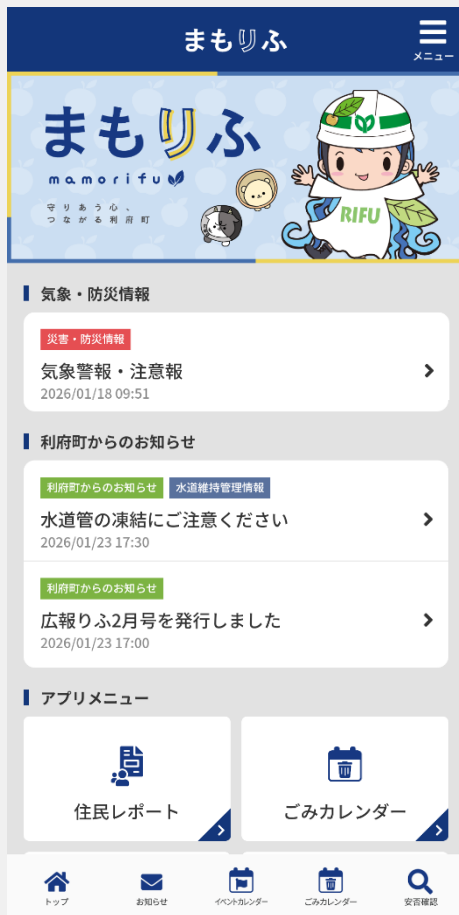 まもりふ
メニュー
まもりふ
mamorifu
守りあう心、
つながる利府町
RIFU
気象・防災情報
災害・防災情報
気象警報・注意報
2026/01/18 09:51
利府町からのお知らせ
利府町からのお知らせ 水道維持管理情報
水道管の凍結にご注意ください
2026/01/23 17:30
利府町からのお知らせ
広報りふ2月号を発行しました
2026/01/23 17:00
アプリメニュー
住民レポート ごみカレンダー
トップ お知らせ イベントカレンダー ごみカレンダー 安否確認